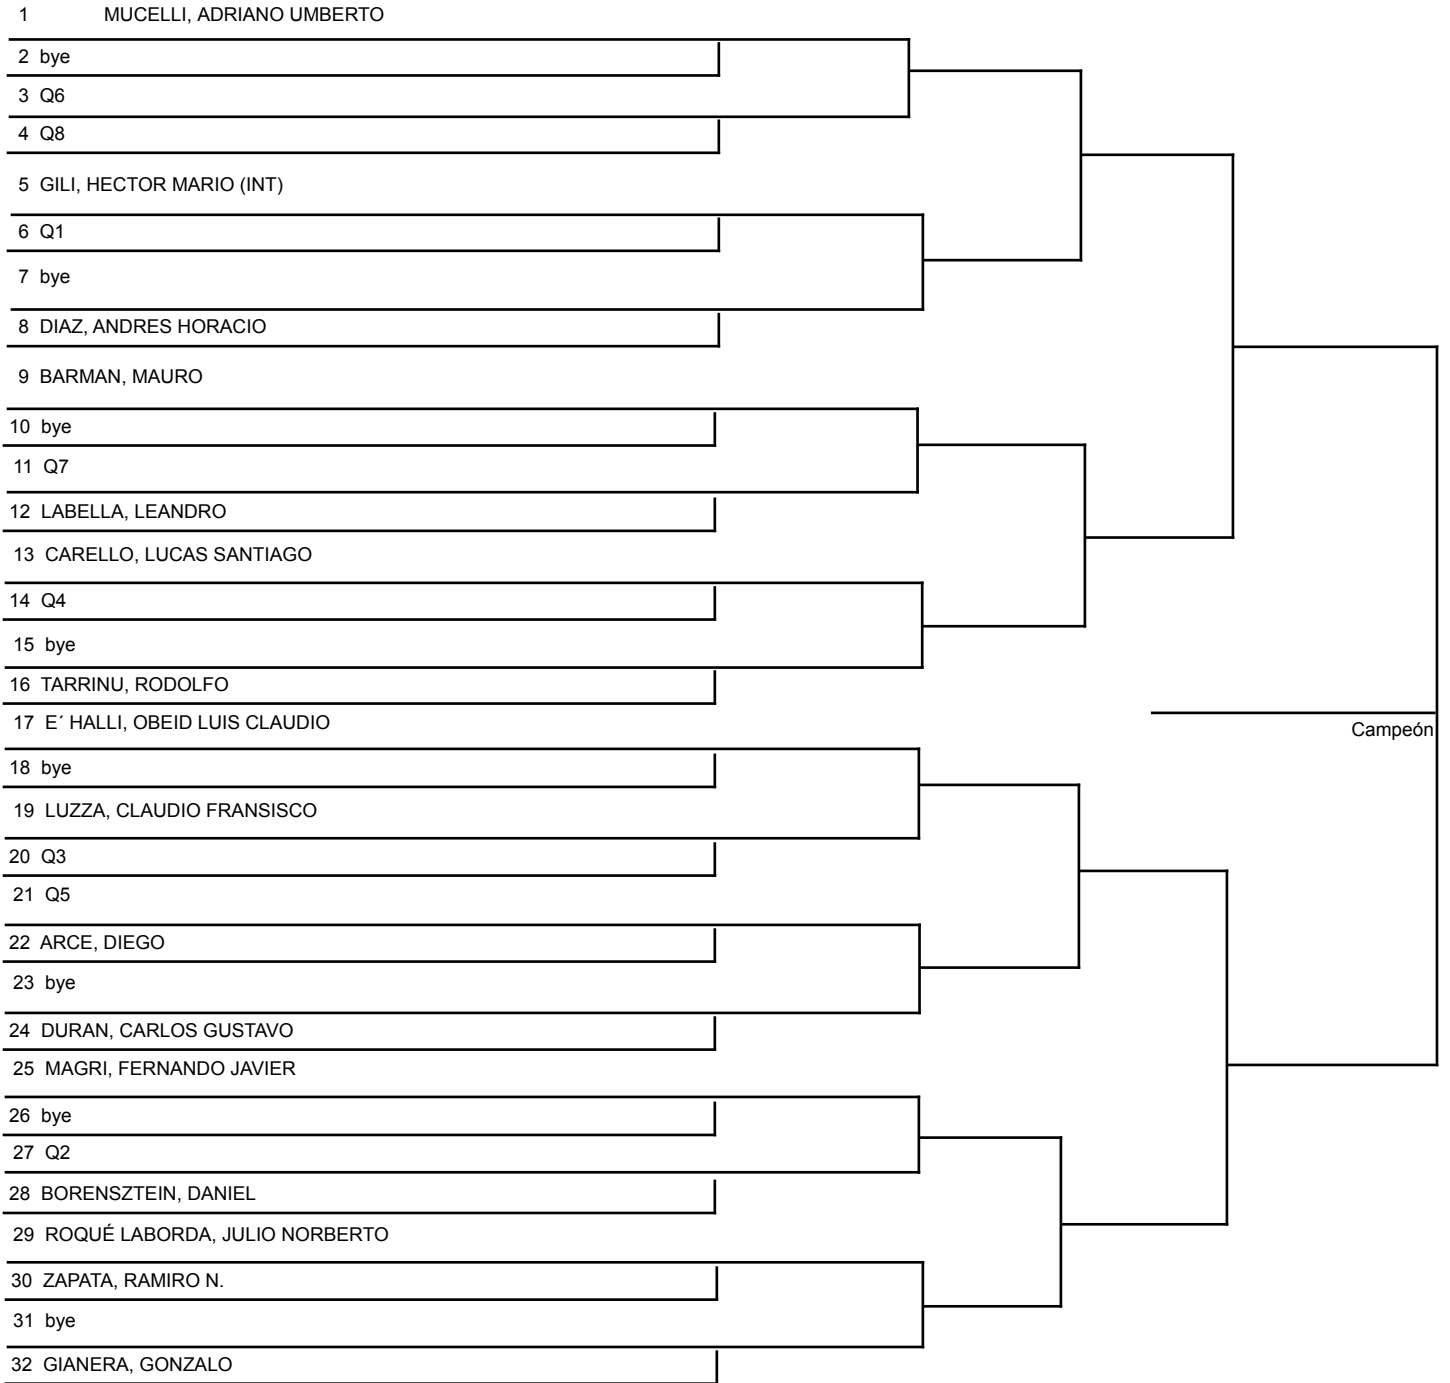 1 MUCELLI, ADRIANO UMBERTO
2 bye
3 Q6
4 Q8
5 GILI, HECTOR MARIO (INT)
6 Q1
7 bye
8 DIAZ, ANDRES HORACIO
9 BARMAN, MAURO
10 bye
11 Q7
12 LABELLA, LEANDRO
13 CARELLO, LUCAS SANTIAGO
14 Q4
15 bye
16 TARRINU, RODOLFO
17 E´ HALLI, OBEID LUIS CLAUDIO
Campeón
18 bye
19 LUZZA, CLAUDIO FRANSISCO
20 Q3
21 Q5
22 ARCE, DIEGO
23 bye
24 DURAN, CARLOS GUSTAVO
25 MAGRI, FERNANDO JAVIER
26 bye
27 Q2
28 BORENSZTEIN, DANIEL
29 ROQUÉ LABORDA, JULIO NORBERTO
30 ZAPATA, RAMIRO N.
31 bye
32 GIANERA, GONZALO